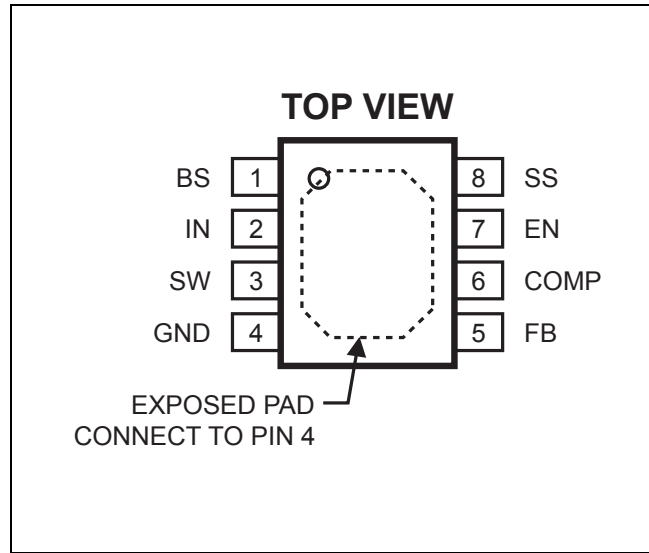 TOP VIEW
BS 1 8 SS
IN 2 7 EN
SW 3 6 COMP
GND 4 5 FB
EXPOSED PAD
CONNECT TO PIN 4